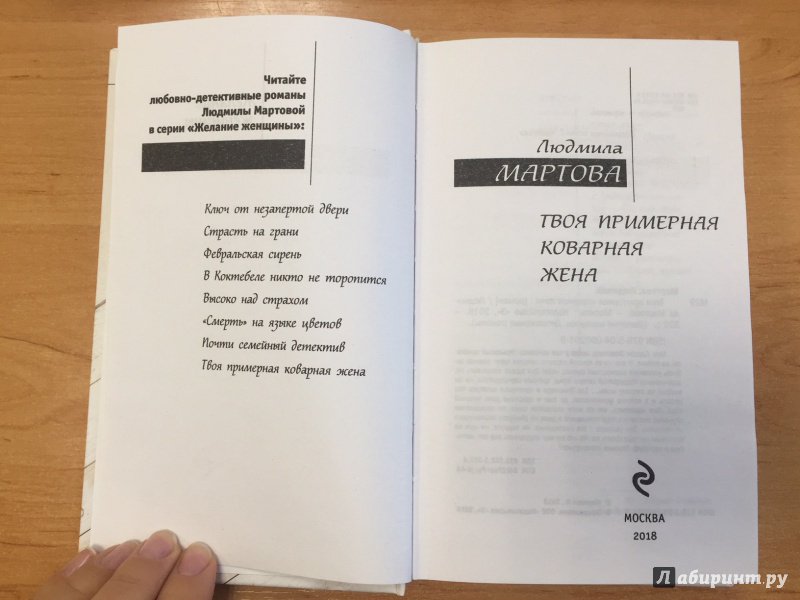 Читайте
любовно-детективные романы
Людмилы Мартовой
в серии «Желание женщины»:
Ключ от незапертой двери
Страсть на грани
Февральская сирень
В Коктебеле никто не торопится
Высоко над страхом
«Смерть» на языке цветов
Почти семейный детектив
Твоя примерная коварная жена
Людмила
МАРТОВА
ТВОЯ ПРИМЕРНАЯ
КОВАРНАЯ
ЖЕНА
МОСКВА
2018
Лабиринт.ру